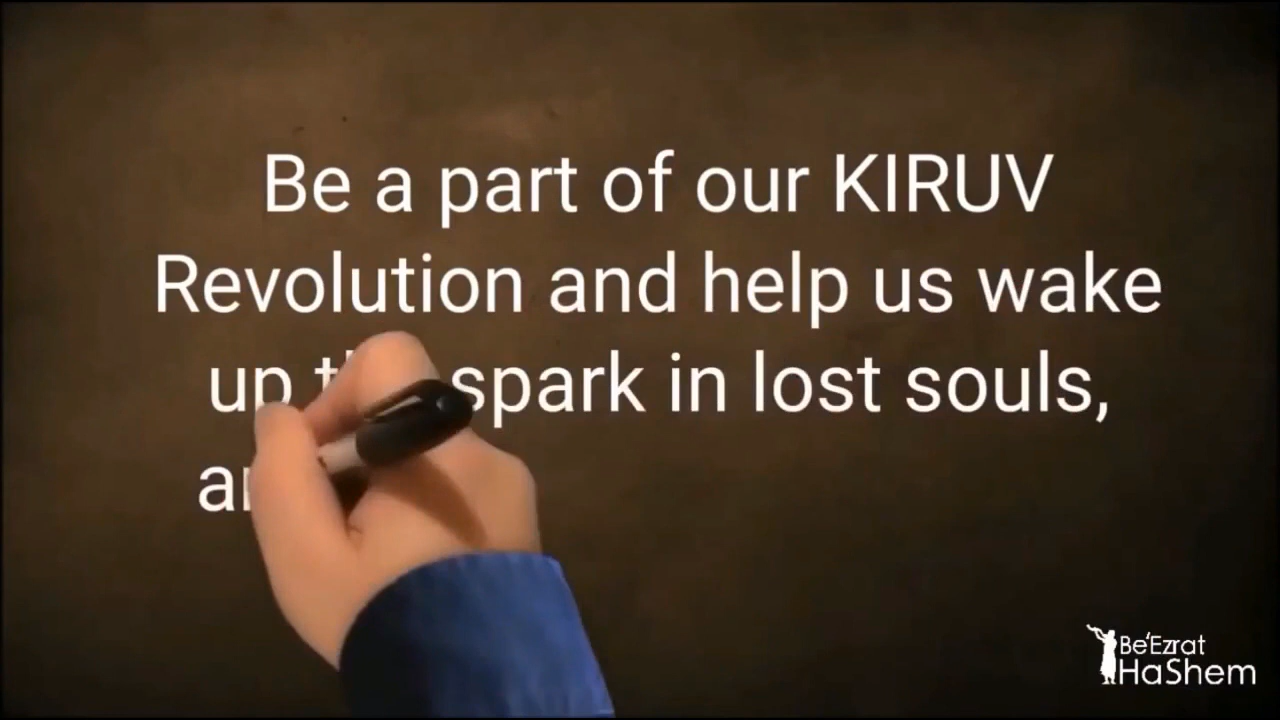 Be a part of our KIRUV
Revolution and help us wake
up spark in lost souls,
Be'Ezrat
HaShem